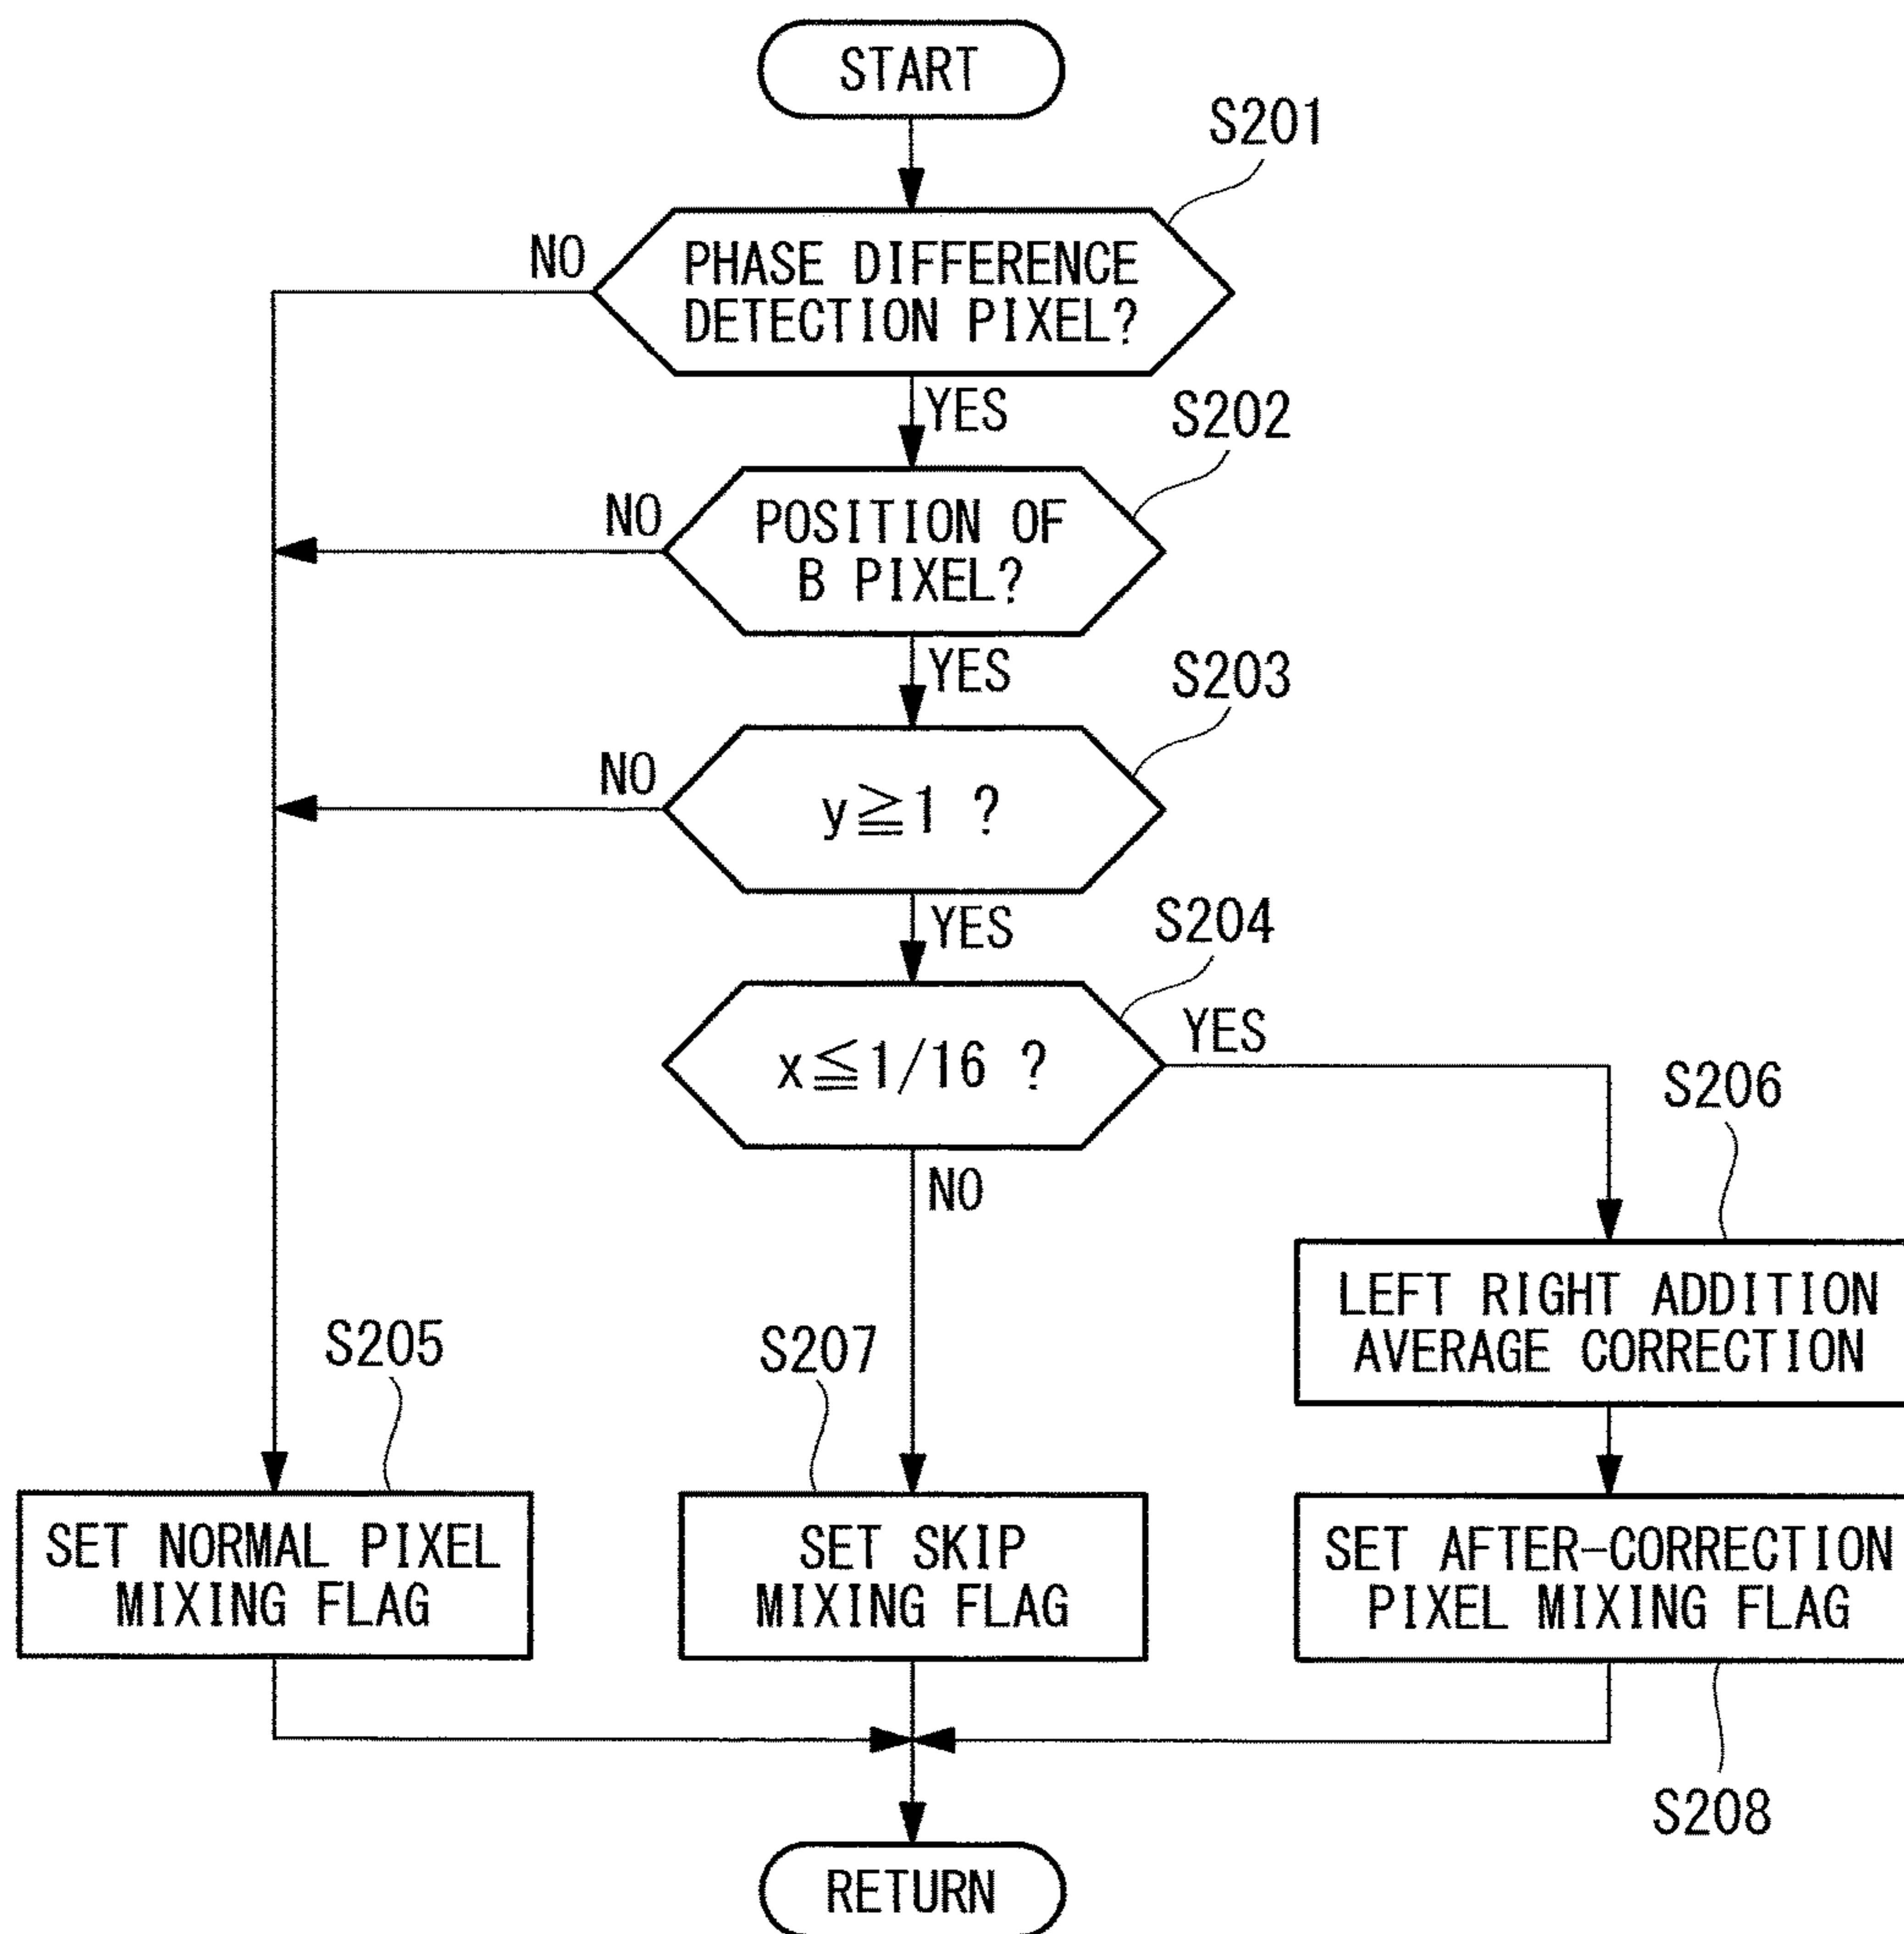 START
S201
NO
PHASE DIFFERENCE
DETECTION PIXEL?
YES
S202
NO
POSITION OF
B PIXEL?
YES
S203
NO
y≧1 ?
YES
S204
x≦1/16 ?
YES
S206
NO
LEFT RIGHT ADDITION
AVERAGE CORRECTION
S205
S207
SET NORMAL PIXEL
MIXING FLAG
SET SKIP
MIXING FLAG
SET AFTER-CORRECTION
PIXEL MIXING FLAG
S208
RETURN